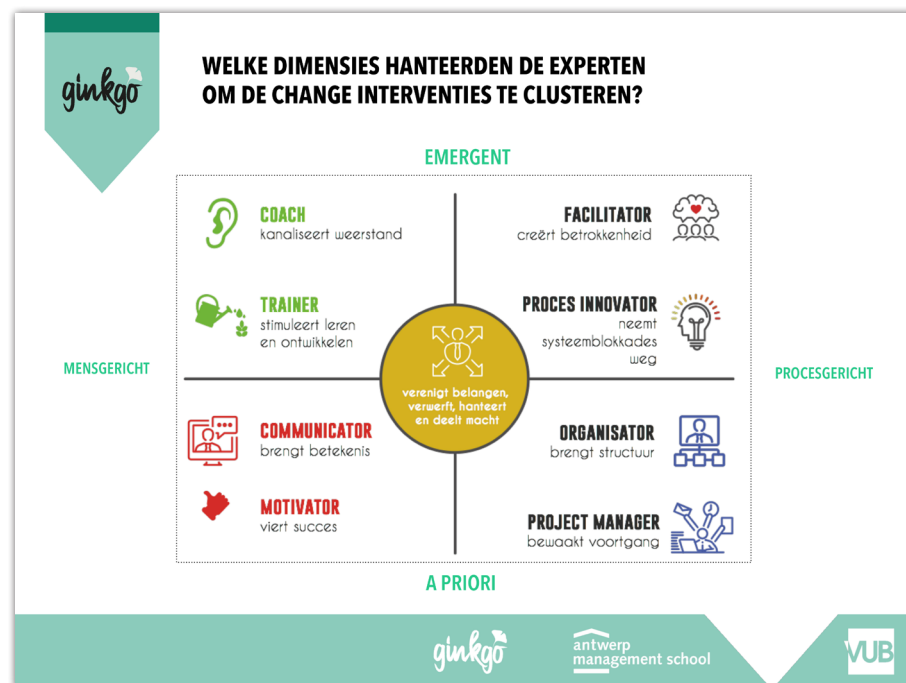 ginkgo
WELKE DIMENSIES HANTEERDEN DE EXPERTEN
OM DE CHANGE INTERVENTIES TE CLUSTEREN?
EMERGENT
COACH
kanaliseert weerstand
FACILITATOR
creërt betrokkenheid
TRAINER
stimuleert leren
en ontwikkelen
PROCES INNOVATOR
neemt
systeemblokkades
weg
MENSGERICHT
PROCESGERICHT
verenigt belangen,
verwerft, hanteert
en deelt macht
COMMUNICATOR
brengt betekenis
ORGANISATOR
brengt structuur
MOTIVATOR
viert succes
PROJECT MANAGER
bewaakt voortgang
A PRIORI
ginkgo
antwerp
management school
VUB